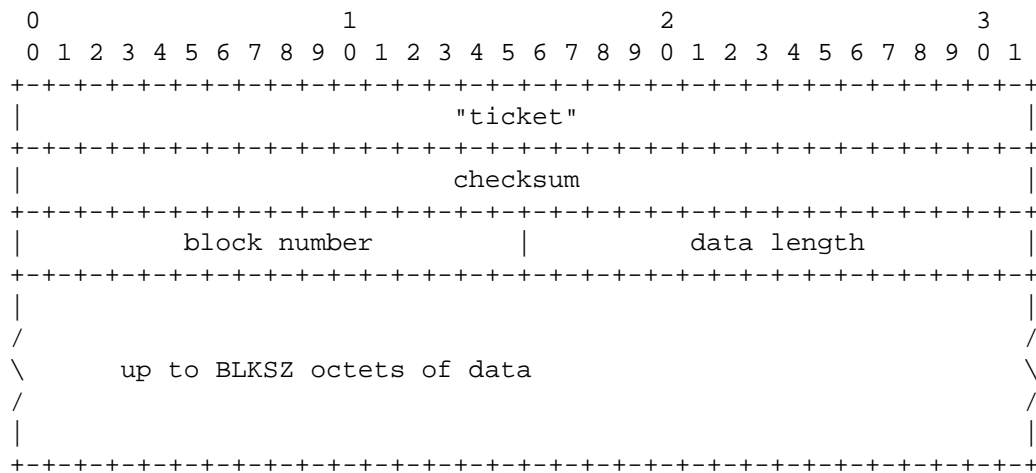 0                   1                   2                   3
 0 1 2 3 4 5 6 7 8 9 0 1 2 3 4 5 6 7 8 9 0 1 2 3 4 5 6 7 8 9 0 1
+-+-+-+-+-+-+-+-+-+-+-+-+-+-+-+-+-+-+-+-+-+-+-+-+-+-+-+-+-+-+-+-+
|                           "ticket"                            |
+-+-+-+-+-+-+-+-+-+-+-+-+-+-+-+-+-+-+-+-+-+-+-+-+-+-+-+-+-+-+-+-+
|                           checksum                            |
+-+-+-+-+-+-+-+-+-+-+-+-+-+-+-+-+-+-+-+-+-+-+-+-+-+-+-+-+-+-+-+-+
|          block number         |          data length          |
+-+-+-+-+-+-+-+-+-+-+-+-+-+-+-+-+-+-+-+-+-+-+-+-+-+-+-+-+-+-+-+-+
|                                                               |
/                                                               /
\      up to BLKSZ octets of data                               \
/                                                               /
|                                                               |
+-+-+-+-+-+-+-+-+-+-+-+-+-+-+-+-+-+-+-+-+-+-+-+-+-+-+-+-+-+-+-+-+